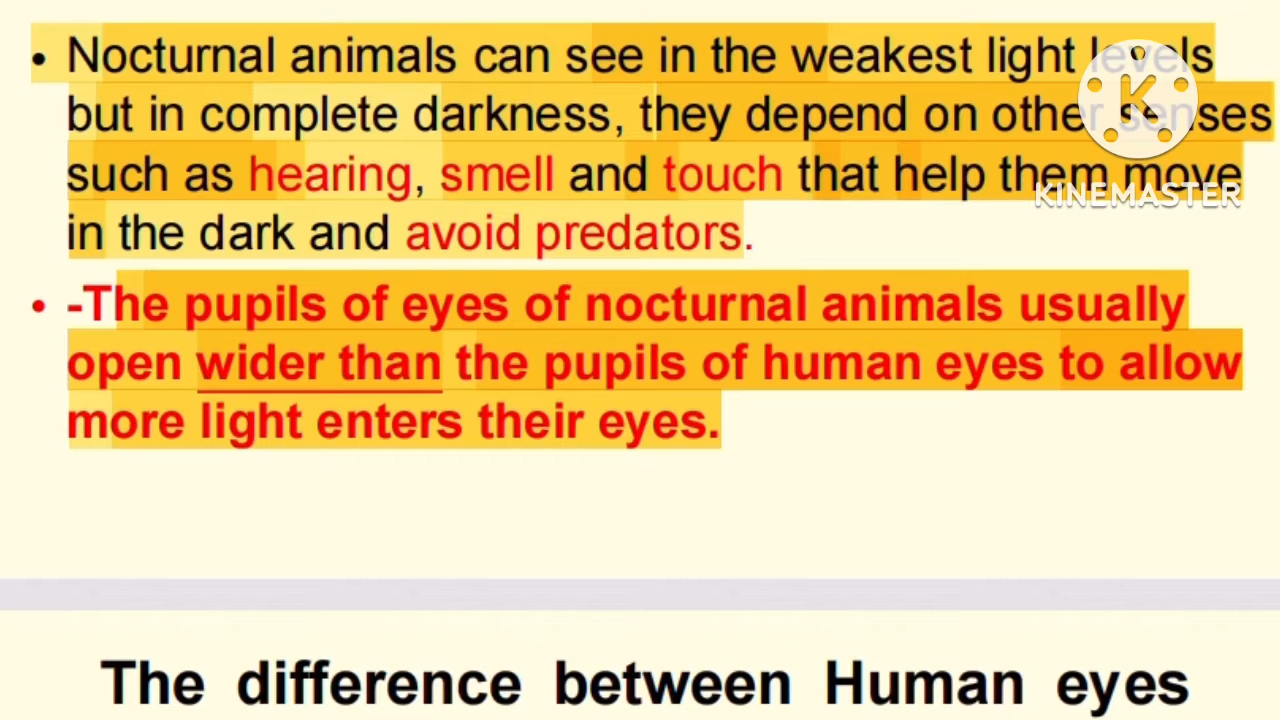 • Nocturnal animals can see in the weakest light levels
but in complete darkness, they depend on other senses
such as hearing, smell and touch that help them move
in the dark and avoid predators.
• -The pupils of eyes of nocturnal animals usually
open wider than the pupils of human eyes to allow
more light enters their eyes.
The difference between Human eyes
K
KINEMASTER